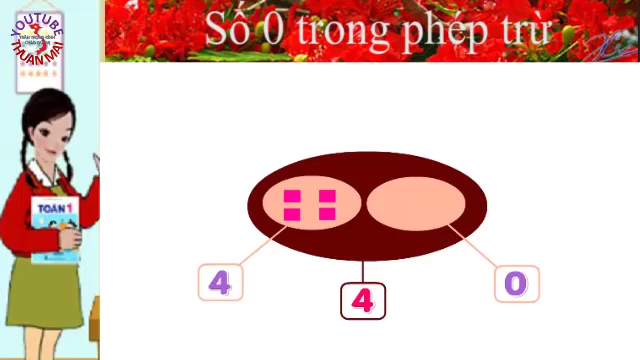 Số 0 trong phép trừ
YOUTUBE
THUẬN MAI
TOÁN 1
4
4
0